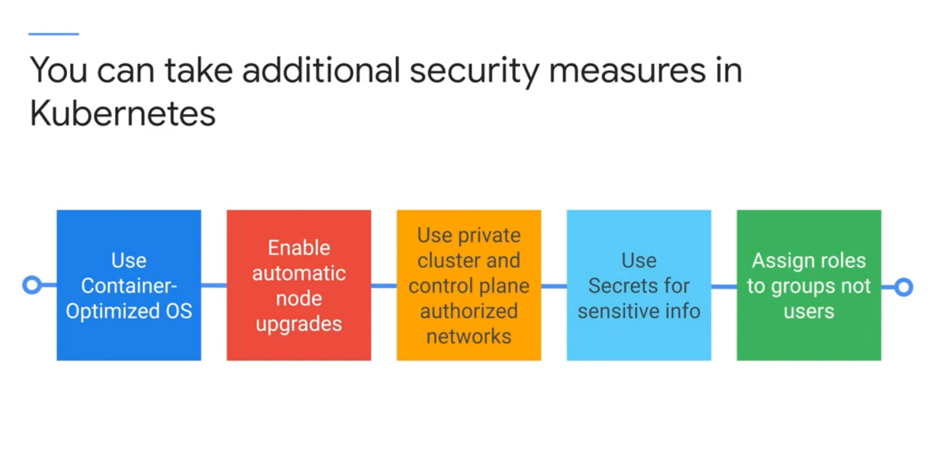 You can take additional security measures in
Kubernetes
Use
Container-
Optimized OS
Enable
automatic
node
upgrades
Use private
cluster and
control plane
authorized
networks
Use
Secrets for
sensitive info
Assign roles
to groups not
users